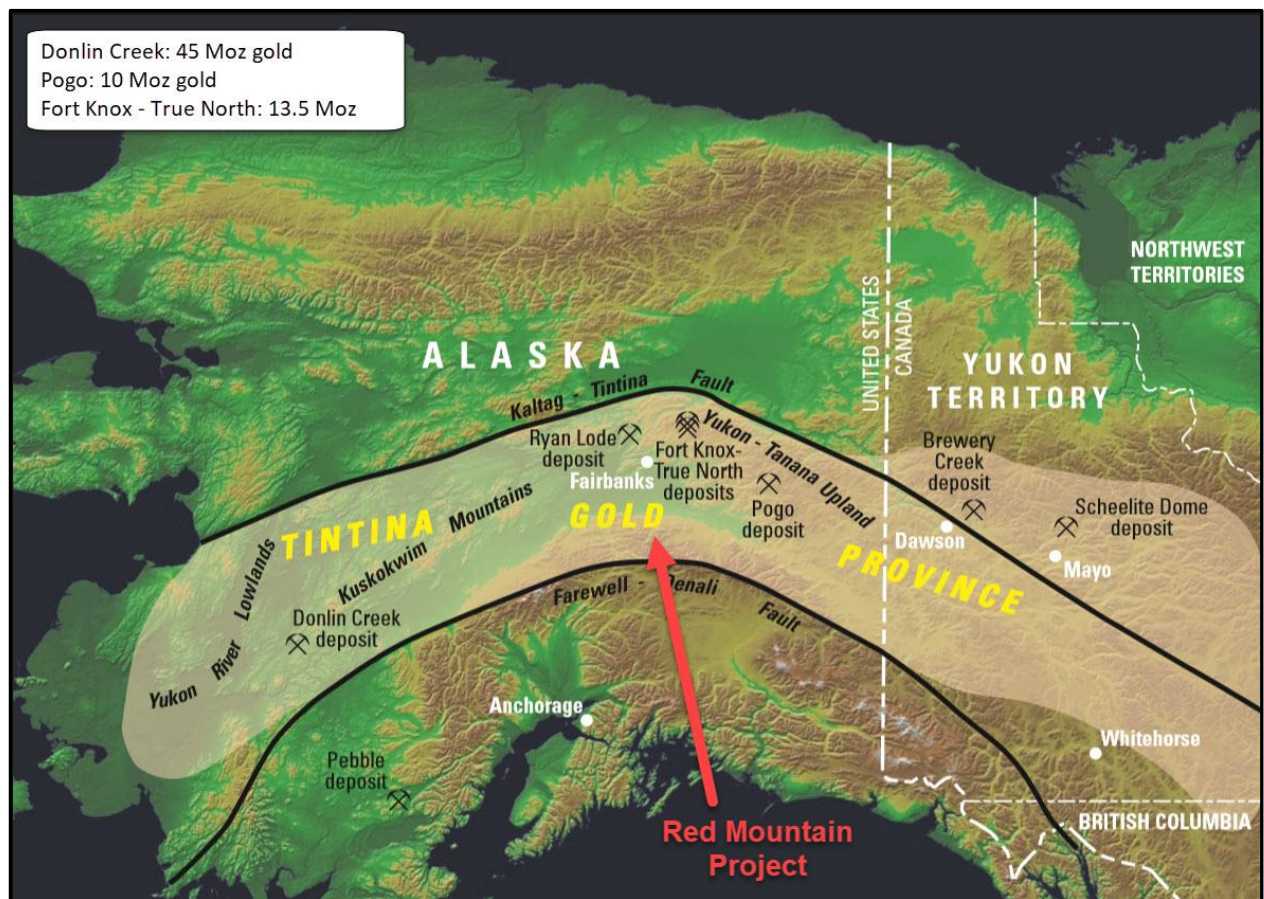 Donlin Creek: 45 Moz gold
Pogo: 10 Moz gold
Fort Knox - True North: 13.5 Moz
NORTHWEST
TERRITORIES
UNITED STATES
CANADA
ALASKA
YUKON
TERRITORY
Kaltag - Tintina Fault
Ryan Lode
deposit
Fairbanks
Fort Knox-
True North
deposits
Yukon - Tanana Upland
Pogo
deposit
Brewery
Creek
deposit
Scheelite Dome
deposit
Dawson
Mayo
TINTINA GOLD PROVINCE
Kuskokwim Mountains
Yukon River Lowlands
Donlin Creek
deposit
Farewell - Denali Fault
Anchorage
Whitehorse
Pebble
deposit
Red Mountain
Project
BRITISH COLUMBIA